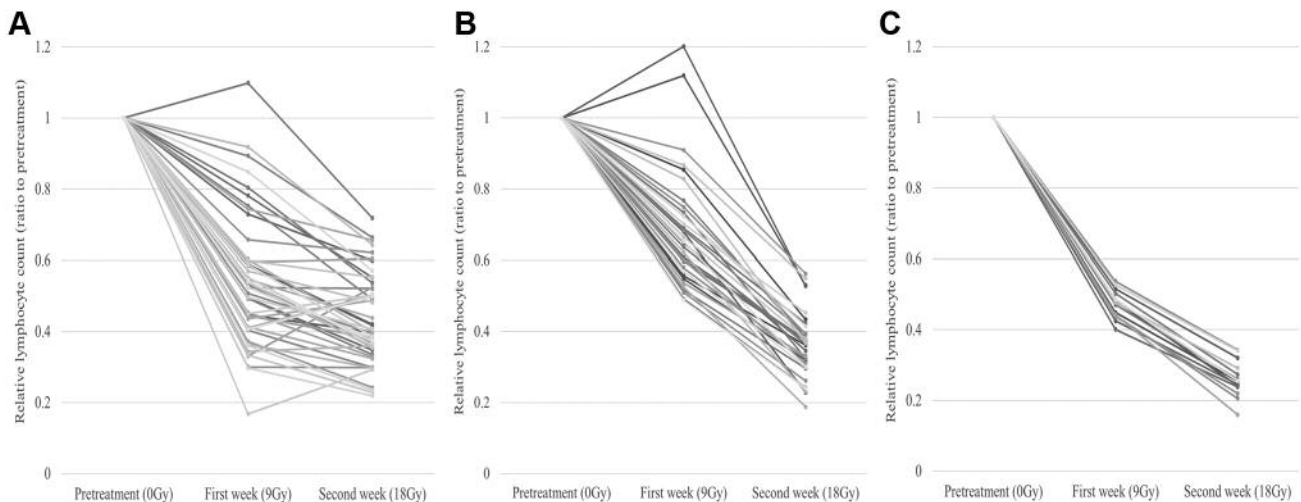 A
Relative lymphocyte count (ratio to pretreatment)
1.2
1
0.8
0.6
0.4
0.2
0
Pretreatment (0Gy) First week (9Gy) Second week (18Gy)
B
Relative lymphocyte count (ratio to pretreatment)
1.2
1
0.8
0.6
0.4
0.2
0
Pretreatment (0Gy) First week (9Gy) Second week (18Gy)
C
Relative lymphocyte count (ratio to pretreatment)
1.2
1
0.8
0.6
0.4
0.2
0
Pretreatment (0Gy) First week (9Gy) Second week (18Gy)